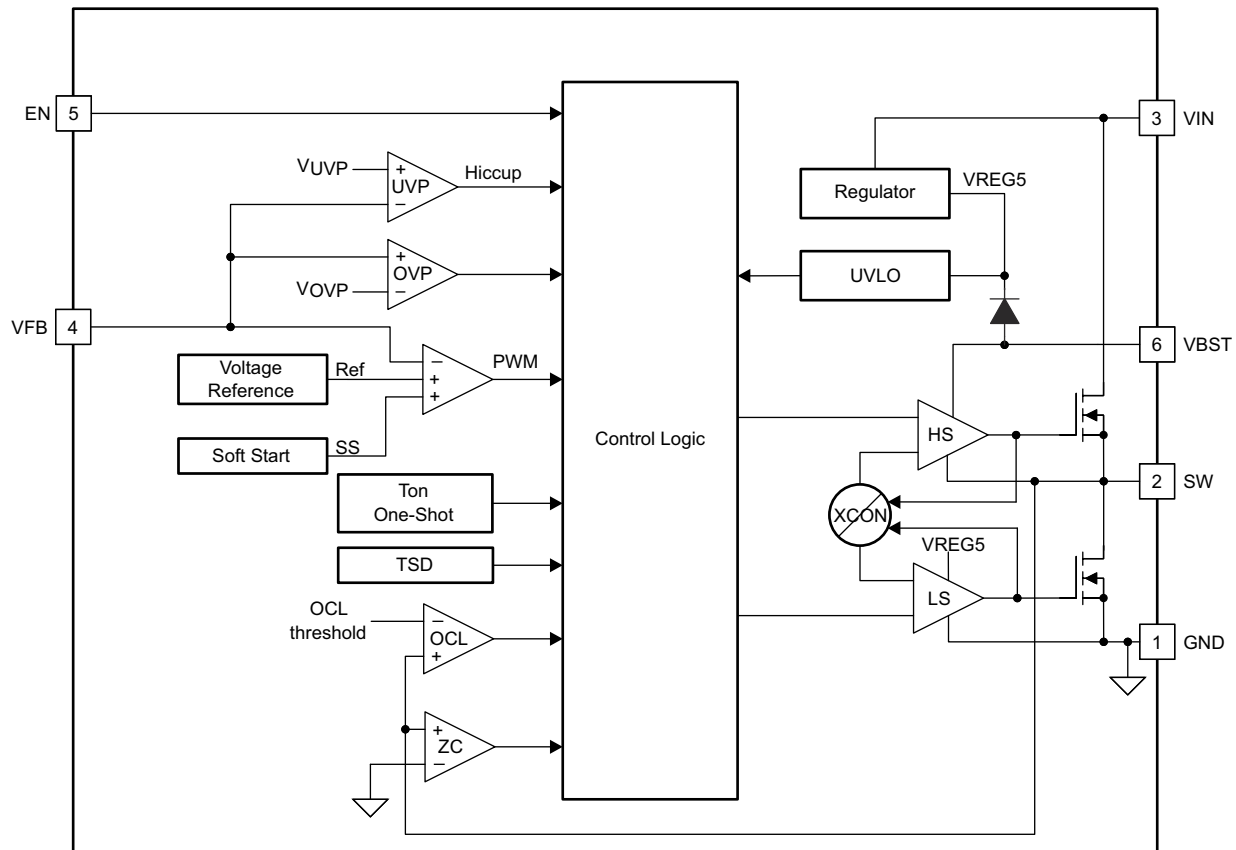 EN
5
3
VIN
VUVP
+
UVP
−
Hiccup
Regulator
VREG5
+
OVP
−
VOVP
UVLO
VFB
4
6
VBST
Voltage
Reference
Ref
−
+
+
PWM
Soft Start
SS
Control Logic
HS
Ton
One-Shot
2
SW
XCON
VREG5
TSD
LS
OCL
threshold
−
OCL
+
1
GND
+
ZC
−